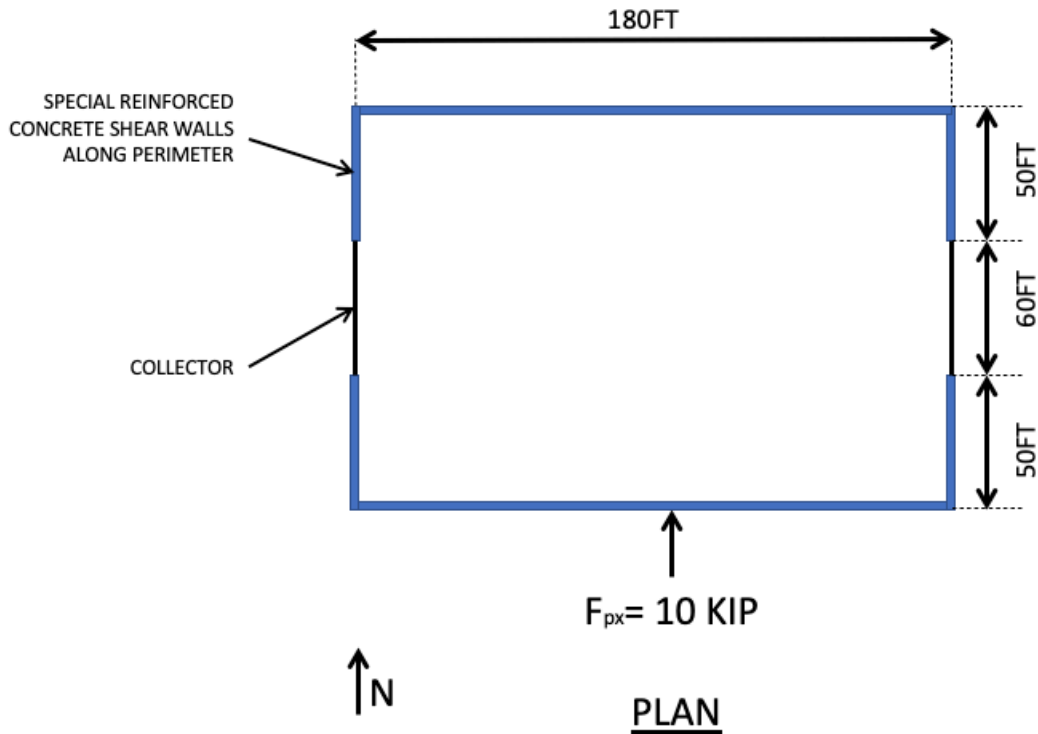 180FT
SPECIAL REINFORCED
CONCRETE SHEAR WALLS
ALONG PERIMETER
50FT
60FT
COLLECTOR
50FT
Fpx= 10 KIP
N
PLAN